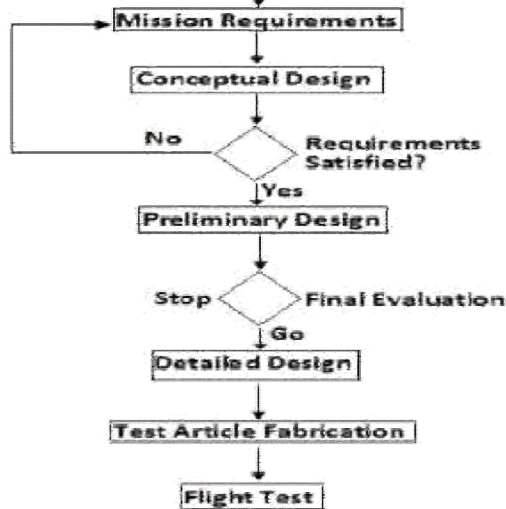 Mission Requirements
Conceptual Design
No
Requirements
Satisfied?
Yes
Preliminary Design
Stop
Final Evaluation
Go
Detailed Design
Test Article Fabrication
Flight Test